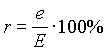 r = e/E · 100%